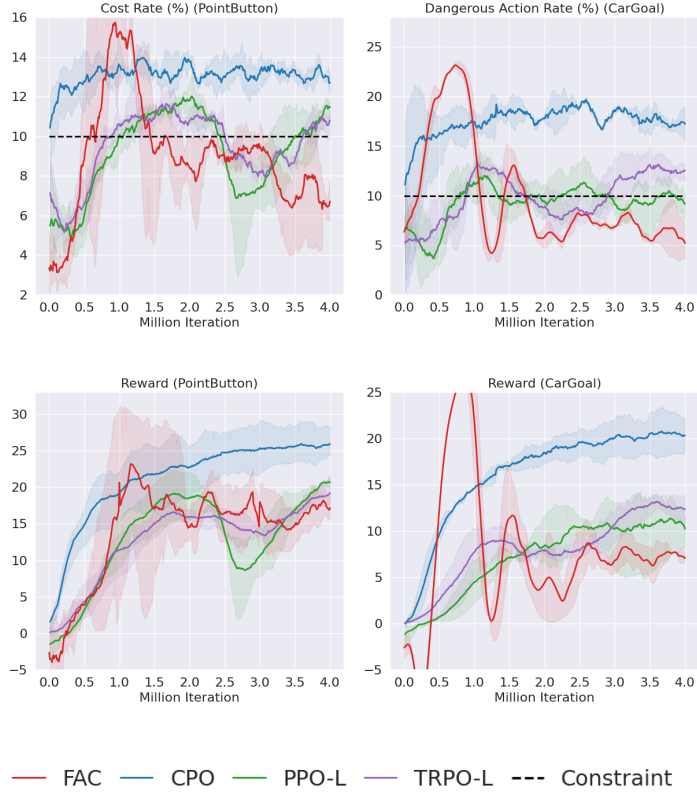 Cost Rate (%) (PointButton)
16
14
12
10
8
6
4
2
0.0 0.5 1.0 1.5 2.0 2.5 3.0 3.5 4.0
Million Iteration
Dangerous Action Rate (%) (CarGoal)
25
20
15
10
5
0
0.0 0.5 1.0 1.5 2.0 2.5 3.0 3.5 4.0
Million Iteration
Reward (PointButton)
30
25
20
15
10
5
0
−5
0.0 0.5 1.0 1.5 2.0 2.5 3.0 3.5 4.0
Million Iteration
Reward (CarGoal)
25
20
15
10
5
0
−5
0.0 0.5 1.0 1.5 2.0 2.5 3.0 3.5 4.0
Million Iteration
FAC CPO PPO-L TRPO-L Constraint